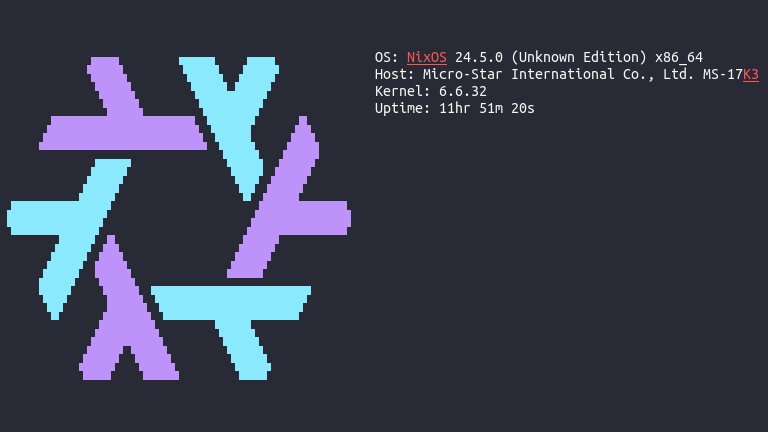 OS: NixOS 24.5.0 (Unknown Edition) x86_64
Host: Micro-Star International Co., Ltd. MS-17K3
Kernel: 6.6.32
Uptime: 11hr 51m 20s